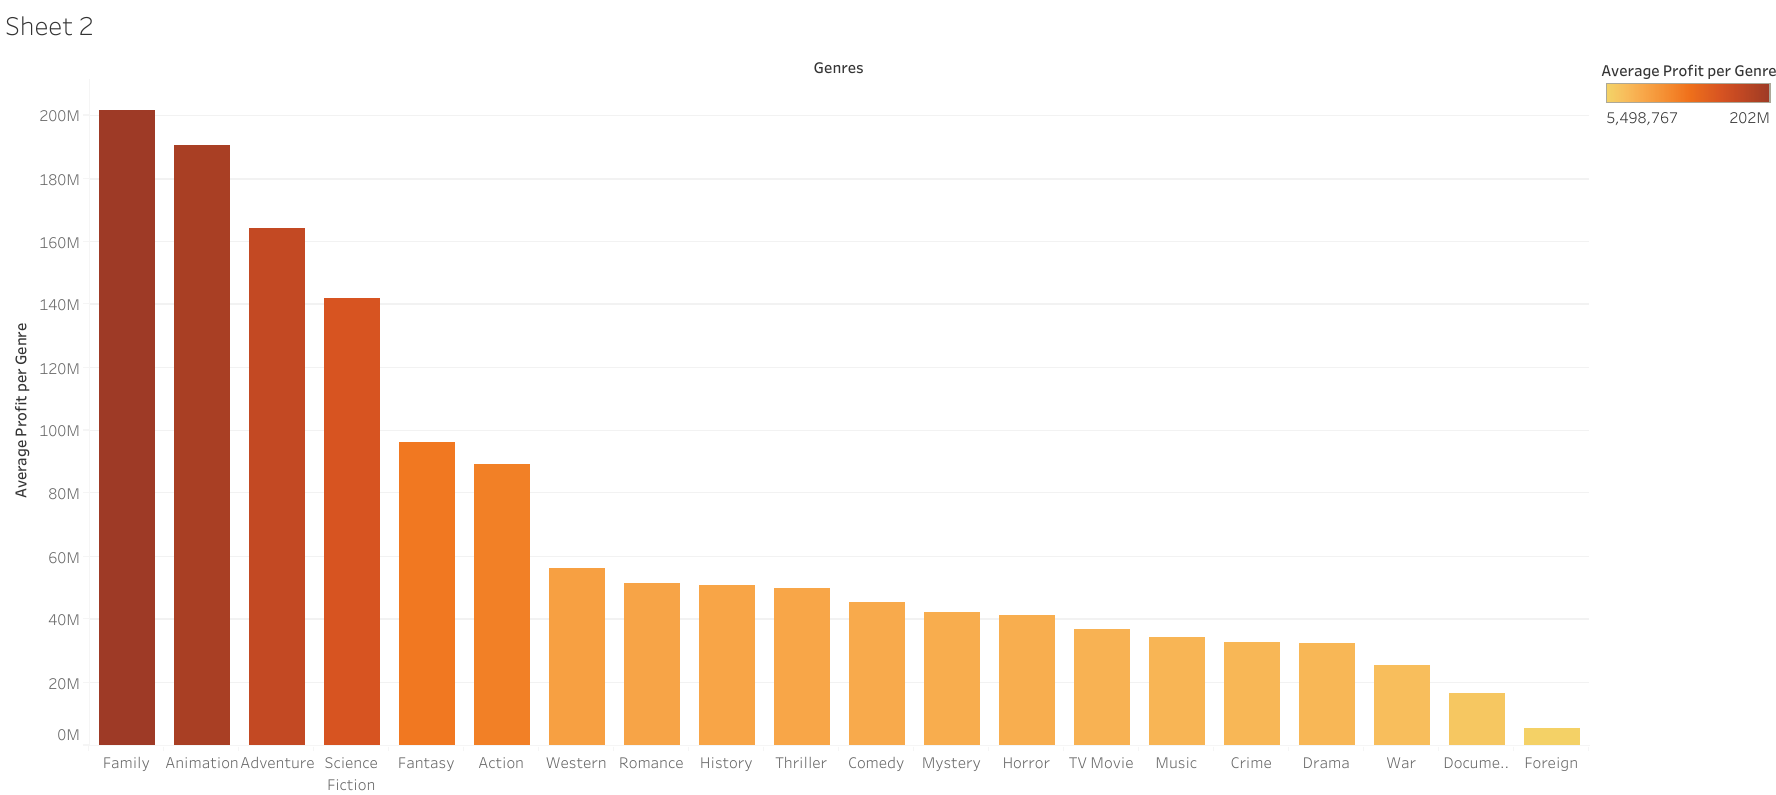 Sheet 2
Genres
Average Profit per Genre
5,498,767 202M
Average Profit per Genre
200M
180M
160M
140M
120M
100M
80M
60M
40M
20M
0M
Family Animation Adventure Science Fantasy Action Western Romance History Thriller Comedy Mystery Horror TV Movie Music Crime Drama War Docume.. Foreign
Fiction